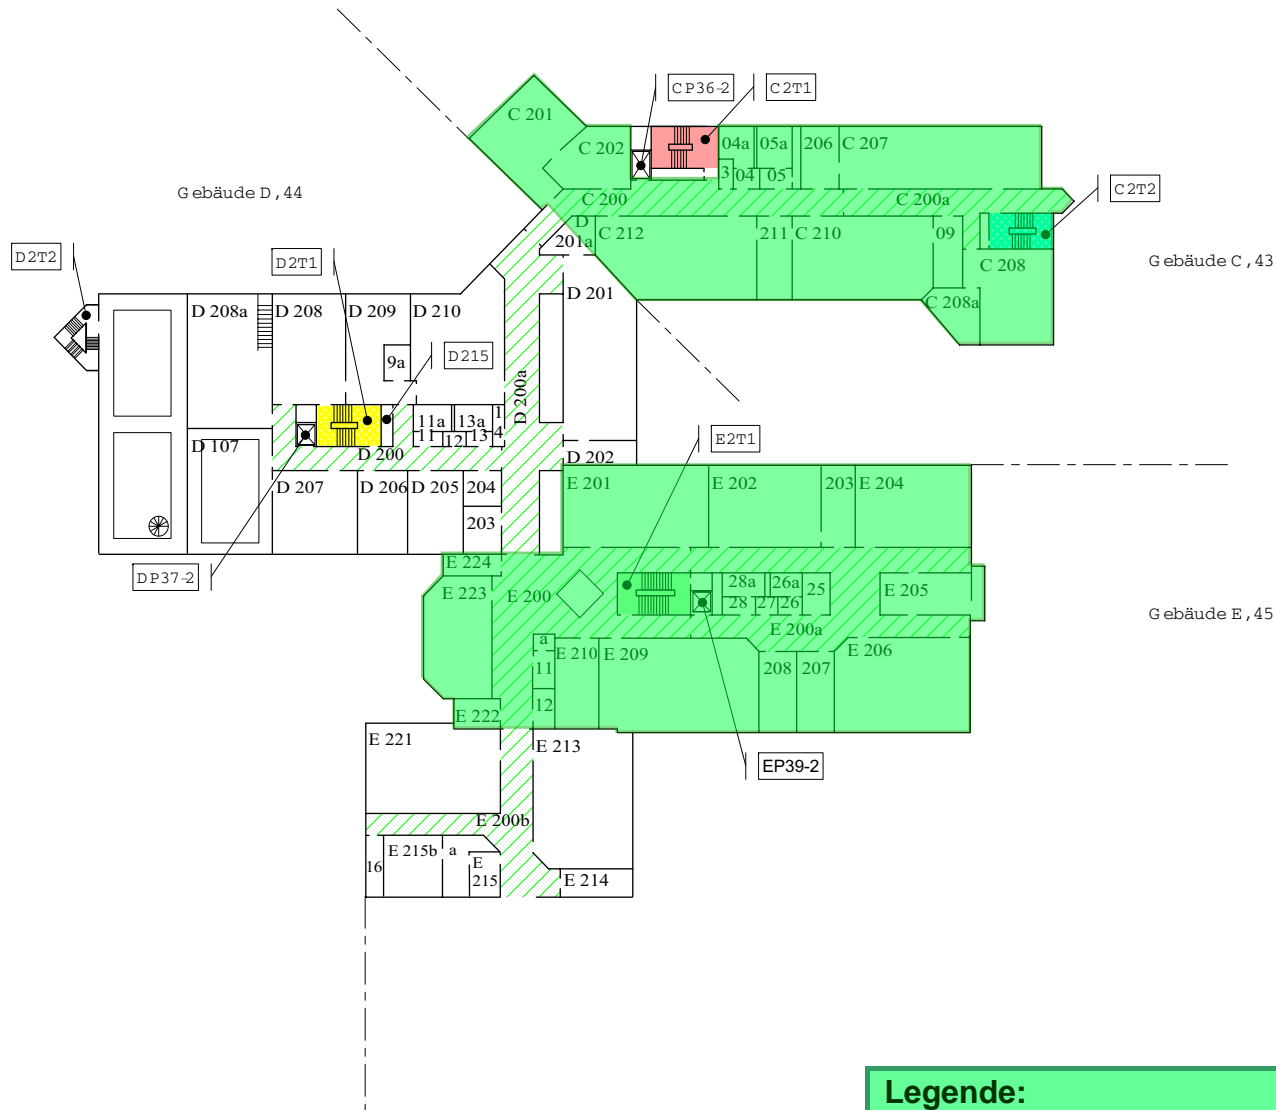 CP36-2
C2T1
C 201
C 202
04a
05a
206
C 207
3
04
05
C 200
C 200a
C2T2
Gebäude D,44
D
201a
C 212
211
C 210
09
D2T2
D2T1
C 208
Gebäude C,43
D 201
D 208a
D 208
D 209
D 210
C 208a
9a
D215
D 200a
11a
13a
1
11
12
13
4
E2T1
D 107
D 200
D 202
D 207
D 206
D 205
204
E 201
E 202
203
E 204
203
DP37-2
E 224
E 223
E 200
28a
26a
25
E 205
28
27
26
Gebäude E,45
E 200a
a
E 210
E 209
E 206
11
208
207
12
E 222
E 221
E 213
EP39-2
E 200b
E 215b
a
16
E
215
E 214
Legende: